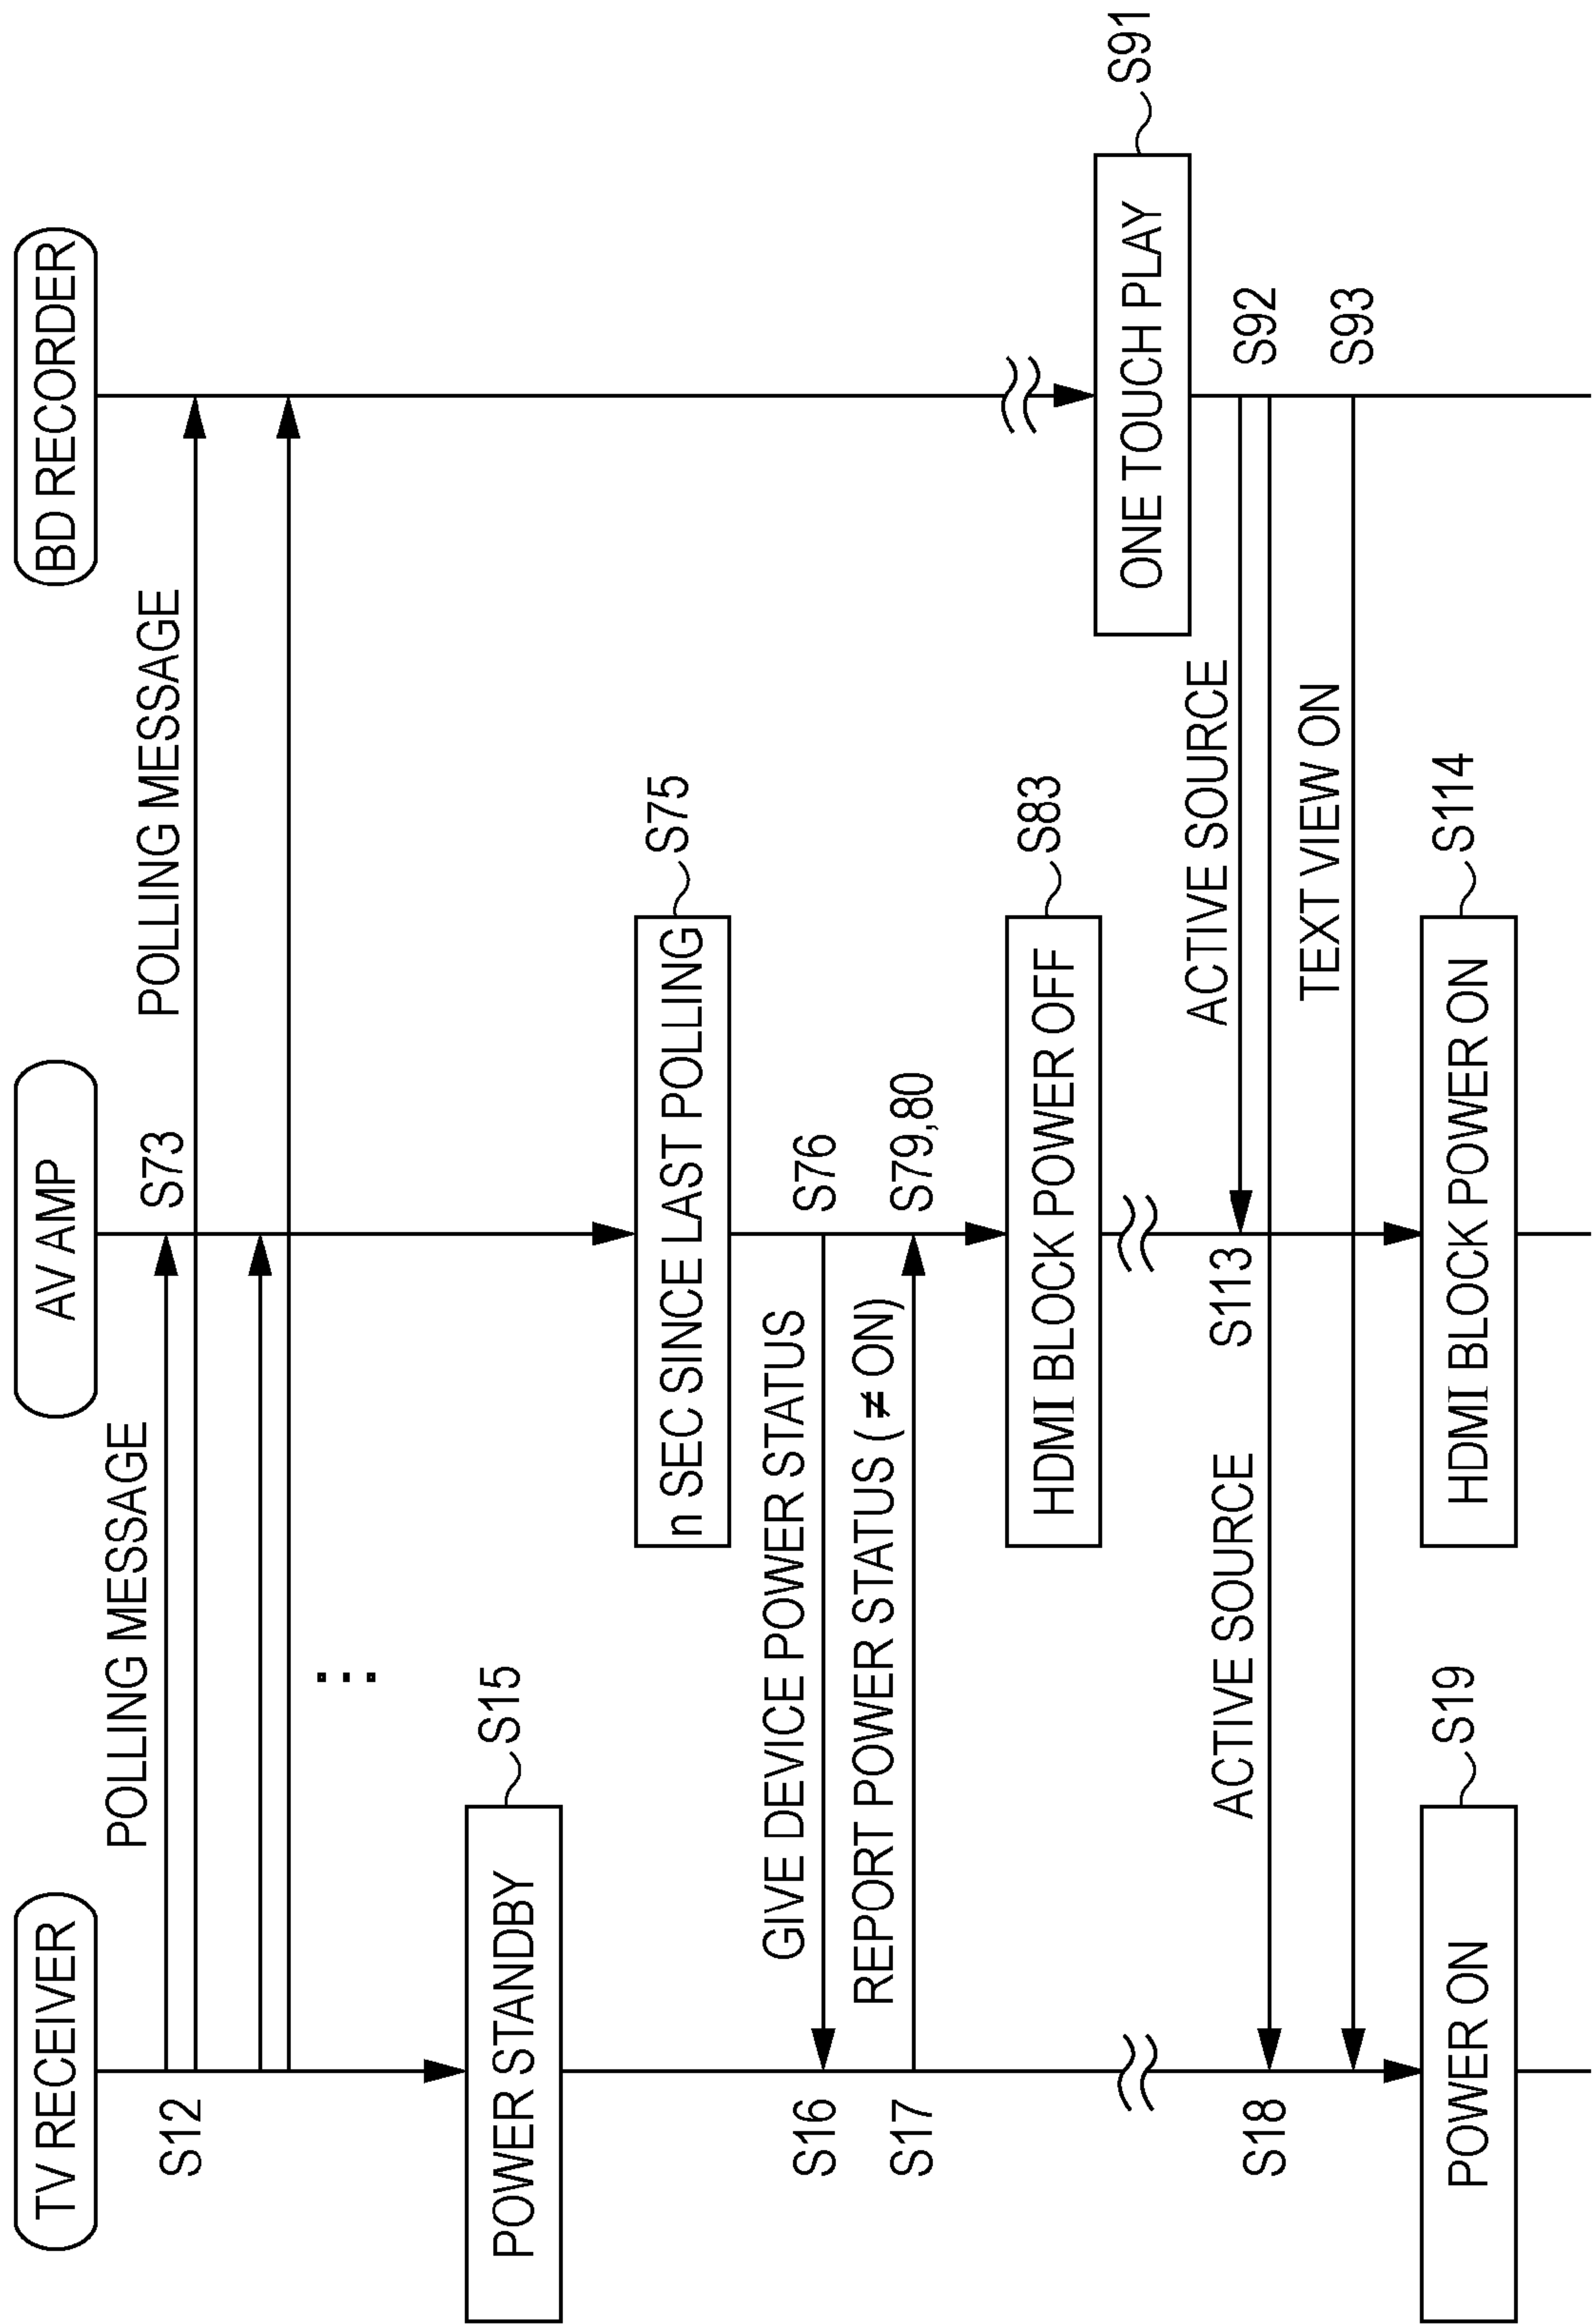 TV RECEIVER
AV AMP
BD RECORDER
POLLING MESSAGE
POLLING MESSAGE
S12
S73
⋮
POWER STANDBY
S15
n SEC SINCE LAST POLLING
S75
GIVE DEVICE POWER STATUS
S16
S76
REPORT POWER STATUS ( ≠ ON)
S17
S79,80
HDMI BLOCK POWER OFF
S83
ONE TOUCH PLAY
S91
ACTIVE SOURCE
ACTIVE SOURCE
S18
S113
S92
TEXT VIEW ON
S93
POWER ON
S19
HDMI BLOCK POWER ON
S114